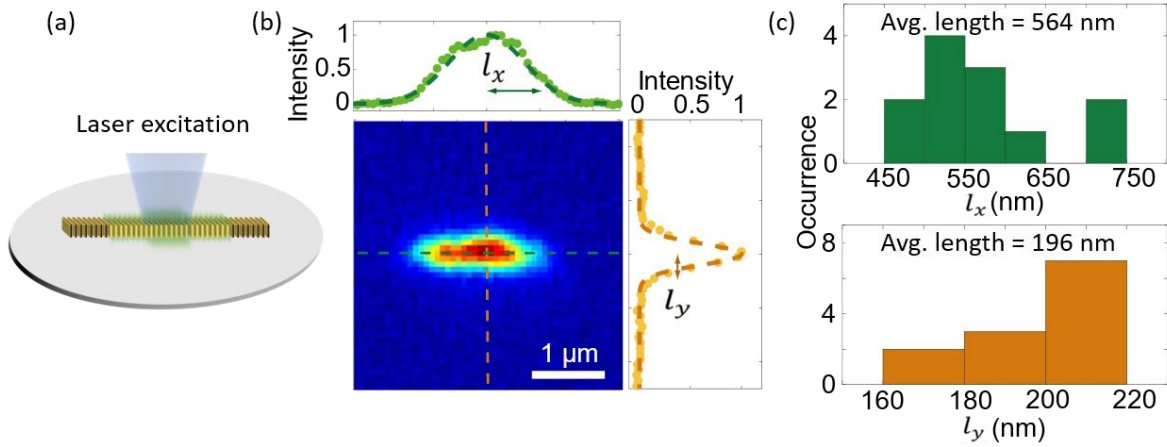 (a)
Laser excitation
(b)
Intensity
1
0.5
0
l_x
Intensity
0 0.5 1
l_y
1 µm
(c)
Occurrence
Avg. length = 564 nm
4
2
0
450 550 650 750
l_x (nm)
Avg. length = 196 nm
8
4
0
160 180 200 220
l_y (nm)